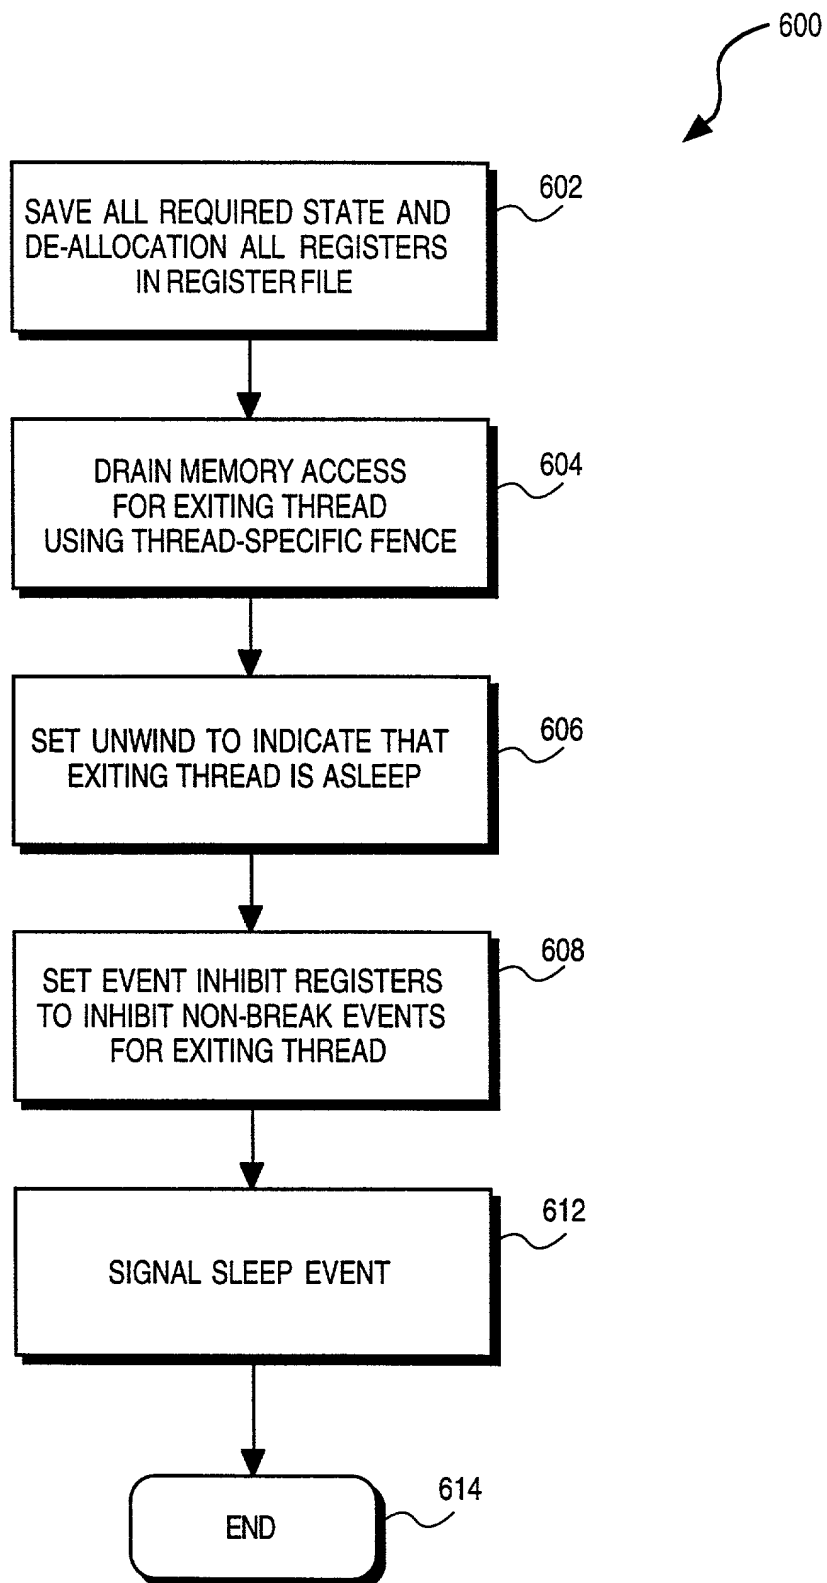 600
SAVE ALL REQUIRED STATE AND
DE-ALLOCATION ALL REGISTERS
IN REGISTER FILE
602
DRAIN MEMORY ACCESS
FOR EXITING THREAD
USING THREAD-SPECIFIC FENCE
604
SET UNWIND TO INDICATE THAT
EXITING THREAD IS ASLEEP
606
SET EVENT INHIBIT REGISTERS
TO INHIBIT NON-BREAK EVENTS
FOR EXITING THREAD
608
SIGNAL SLEEP EVENT
612
END
614